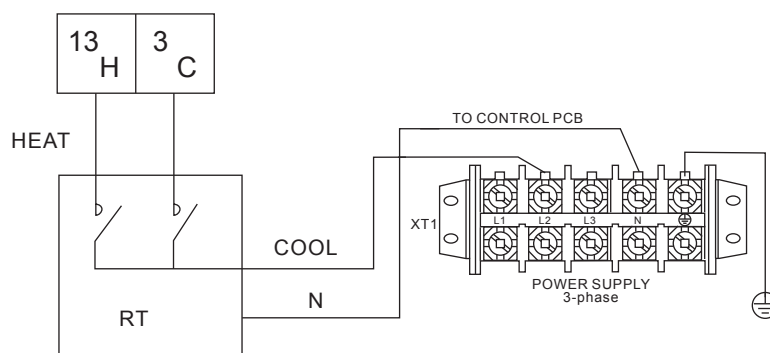 13 3
H C
HEAT
TO CONTROL PCB
XT1
L1 L2 L3 N
COOL
N
RT
POWER SUPPLY
3-phase